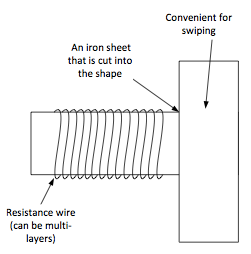 Convenient for
swiping
An iron sheet
that is cut into
the shape
Resistance wire
(can be multi-
layers)